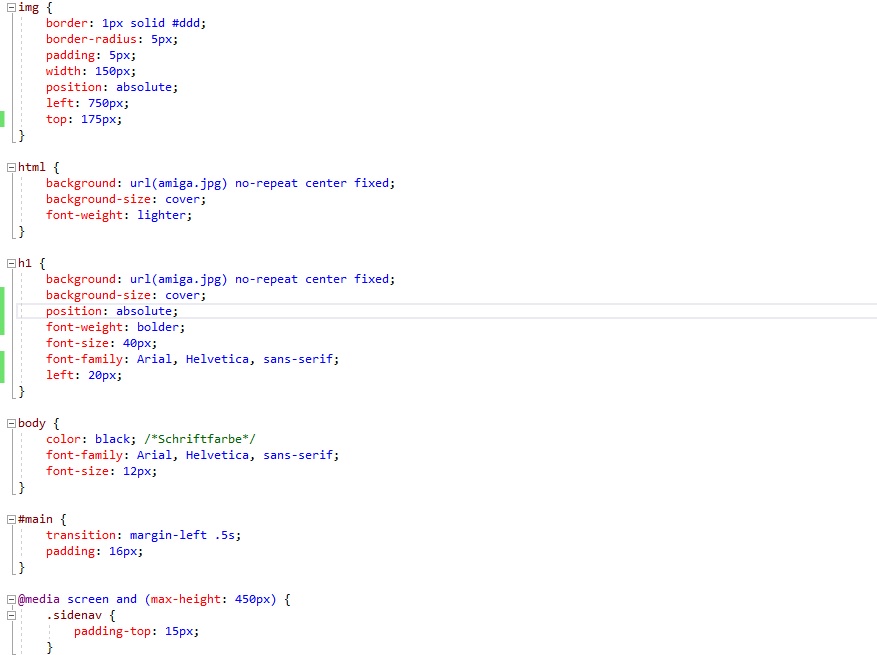 img {
border: 1px solid #ddd;
border-radius: 5px;
padding: 5px;
width: 150px;
position: absolute;
left: 750px;
top: 175px;
}
html {
background: url(amiga.jpg) no-repeat center fixed;
background-size: cover;
font-weight: lighter;
}
h1 {
background: url(amiga.jpg) no-repeat center fixed;
background-size: cover;
position: absolute;
font-weight: bolder;
font-size: 40px;
font-family: Arial, Helvetica, sans-serif;
left: 20px;
}
body {
color: black; /*Schriftfarbe*/
font-family: Arial, Helvetica, sans-serif;
font-size: 12px;
}
#main {
transition: margin-left .5s;
padding: 16px;
}
@media screen and (max-height: 450px) {
.sidenav {
padding-top: 15px;
}